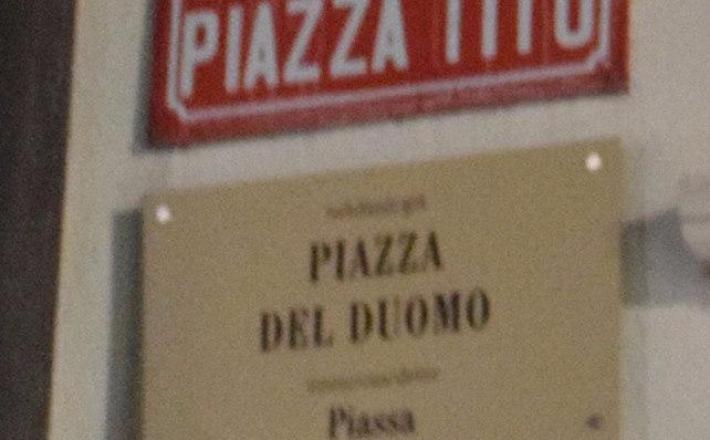 PIAZZA TITO
PIAZZA
DEL DUOMO
Piassa